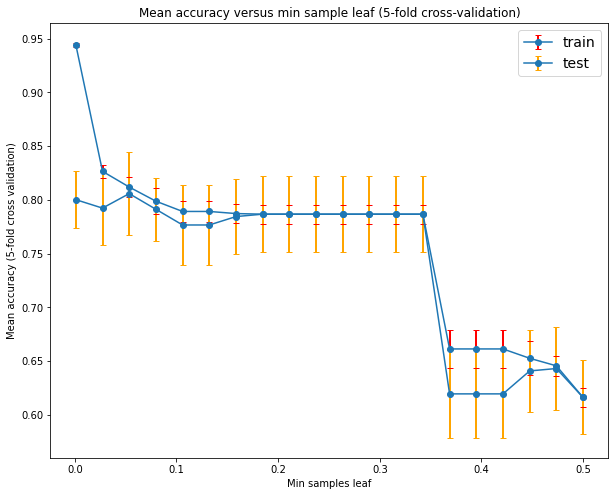 Mean accuracy versus min sample leaf (5-fold cross-validation)
train
test
Mean accuracy (5-fold cross validation)
0.95
0.90
0.85
0.80
0.75
0.70
0.65
0.60
0.0 0.1 0.2 0.3 0.4 0.5
Min samples leaf